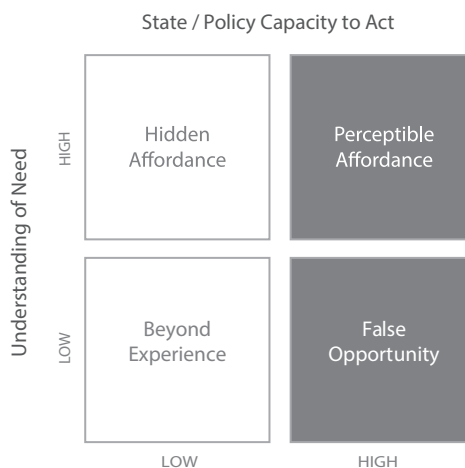 State / Policy Capacity to Act
Understanding of Need
HIGH
Hidden
Affordance
Perceptible
Affordance
LOW
Beyond
Experience
False
Opportunity
LOW
HIGH